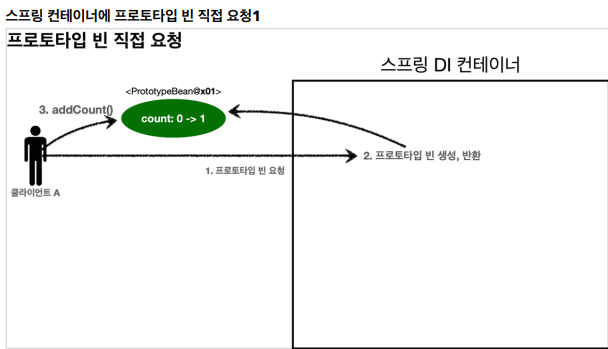 스프링 컨테이너에 프로토타입 빈 직접 요청1
프로토타입 빈 직접 요청
스프링 DI 컨테이너
<PrototypeBean@x01>
3. addCount()
count: 0 -> 1
2. 프로토타입 빈 생성, 반환
1. 프로토타입 빈 요청
클라이언트 A